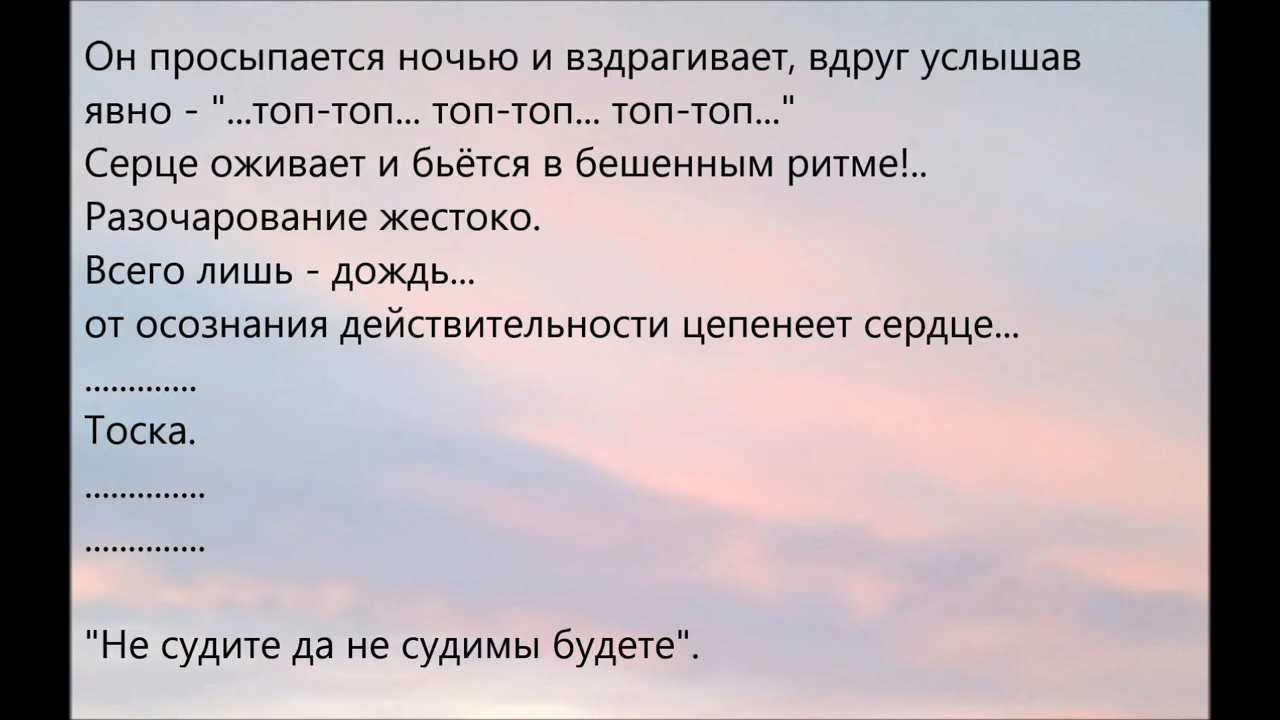 Он просыпается ночью и вздрагивает, вдруг услышав
явно - "...топ-топ... топ-топ... топ-топ..."
Серце оживает и бьётся в бешенным ритме!..
Разочарование жестоко.
Всего лишь - дождь...
от осознания действительности цепенеет сердце...
.............
Тоска.
..............
..............
"Не судите да не судимы будете".